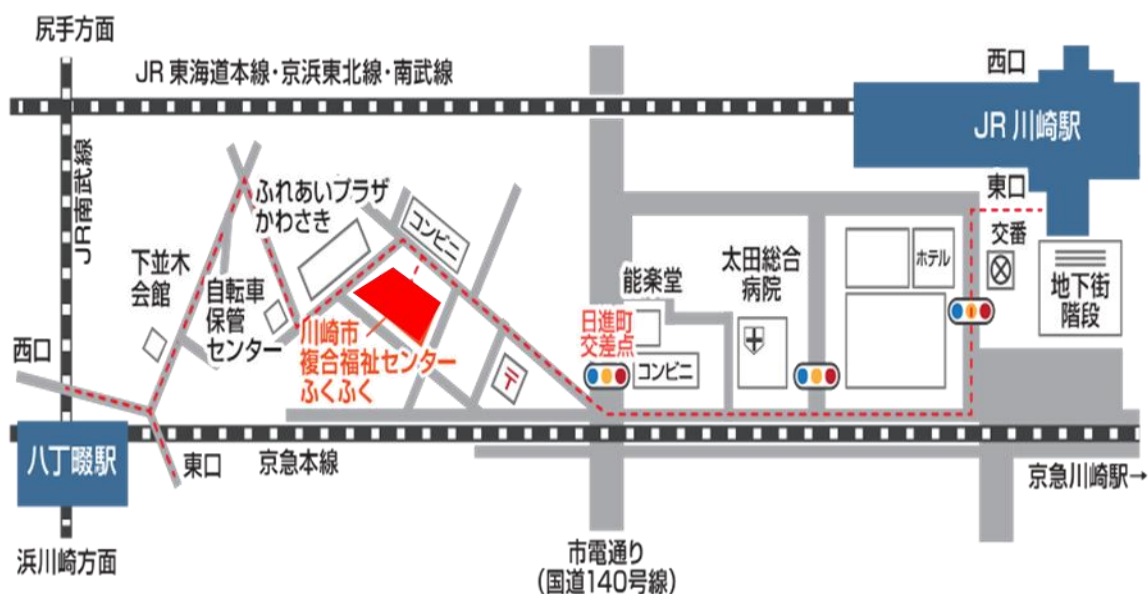 尻手方面
JR 東海道本線・京浜東北線・南武線
西口
JR 川崎駅
JR南武線
ふれあいプラザ
かわさき
コンビニ
東口
交番
ホテル
地下街
階段
太田総合
病院
能楽堂
下並木
会館
自転車
保管
センター
日進町
交差点
コンビニ
川崎市
複合福祉センター
ふくふく
〒
西口
八丁畷駅
東口
京急本線
京急川崎駅→
浜川崎方面
市電通り
(国道140号線)